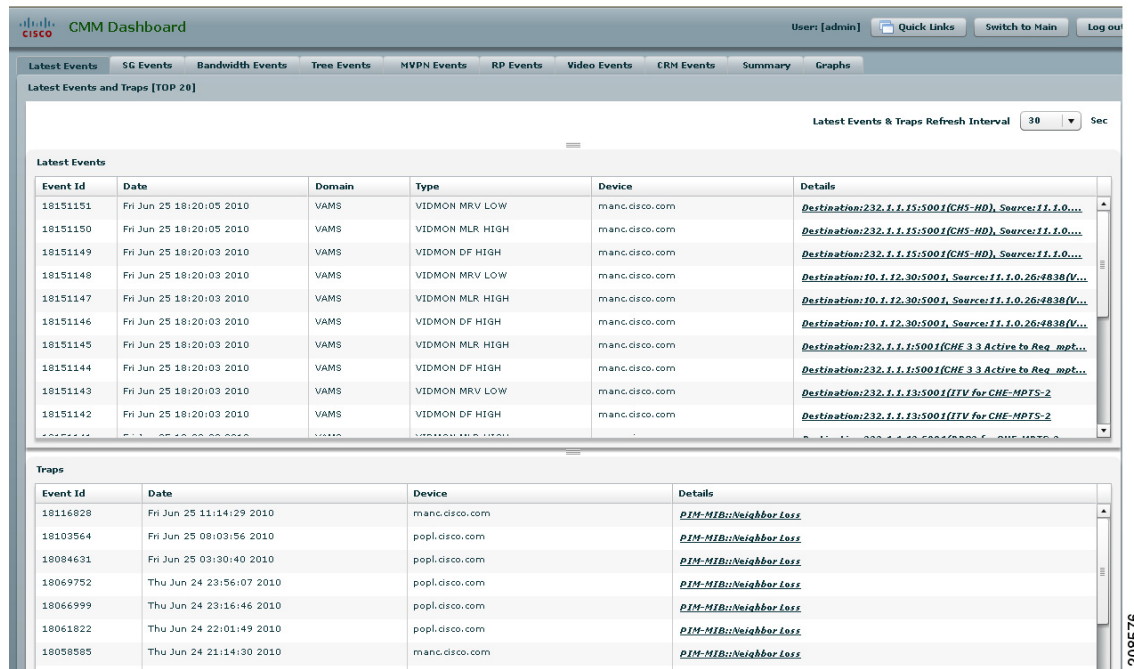 CISCO CMM Dashboard User: [admin] Quick Links Switch to Main Log out
Latest Events SG Events Bandwidth Events Tree Events MVPN Events RP Events Video Events CRM Events Summary Graphs
Latest Events and Traps [TOP 20]
Latest Events & Traps Refresh Interval 30 Sec
Latest Events
Event Id Date Domain Type Device Details
18151151 Fri Jun 25 18:20:05 2010 VAMS VIDMON MRV LOW manc.cisco.com Destination:232.1.1.15:5001(CH5-HD), Source:11.1.0....
18151150 Fri Jun 25 18:20:05 2010 VAMS VIDMON MLR HIGH manc.cisco.com Destination:232.1.1.15:5001(CH5-HD), Source:11.1.0....
18151149 Fri Jun 25 18:20:03 2010 VAMS VIDMON DF HIGH manc.cisco.com Destination:232.1.1.15:5001(CH5-HD), Source:11.1.0....
18151148 Fri Jun 25 18:20:03 2010 VAMS VIDMON MRV LOW manc.cisco.com Destination:10.1.12.30:5001, Source:11.1.0.26:4838(V...
18151147 Fri Jun 25 18:20:03 2010 VAMS VIDMON MLR HIGH manc.cisco.com Destination:10.1.12.30:5001, Source:11.1.0.26:4838(V...
18151146 Fri Jun 25 18:20:03 2010 VAMS VIDMON DF HIGH manc.cisco.com Destination:10.1.12.30:5001, Source:11.1.0.26:4838(V...
18151145 Fri Jun 25 18:20:03 2010 VAMS VIDMON MLR HIGH manc.cisco.com Destination:232.1.1.1:5001(CHE 3 3 Active to Req mpt...
18151144 Fri Jun 25 18:20:03 2010 VAMS VIDMON DF HIGH manc.cisco.com Destination:232.1.1.1:5001(CHE 3 3 Active to Req mpt...
18151143 Fri Jun 25 18:20:03 2010 VAMS VIDMON MRV LOW manc.cisco.com Destination:232.1.1.13:5001(ITV for CHE-MPTS-2
18151142 Fri Jun 25 18:20:03 2010 VAMS VIDMON DF HIGH manc.cisco.com Destination:232.1.1.13:5001(ITV for CHE-MPTS-2
Traps
Event Id Date Device Details
18116828 Fri Jun 25 11:14:29 2010 manc.cisco.com PIM-MIB::Neighbor Loss
18103564 Fri Jun 25 08:03:56 2010 popl.cisco.com PIM-MIB::Neighbor Loss
18084631 Fri Jun 25 03:30:40 2010 popl.cisco.com PIM-MIB::Neighbor Loss
18069752 Thu Jun 24 23:56:07 2010 popl.cisco.com PIM-MIB::Neighbor Loss
18066999 Thu Jun 24 23:16:46 2010 popl.cisco.com PIM-MIB::Neighbor Loss
18061822 Thu Jun 24 22:01:49 2010 popl.cisco.com PIM-MIB::Neighbor Loss
18058585 Thu Jun 24 21:14:30 2010 manc.cisco.com PIM-MIB::Neighbor Loss